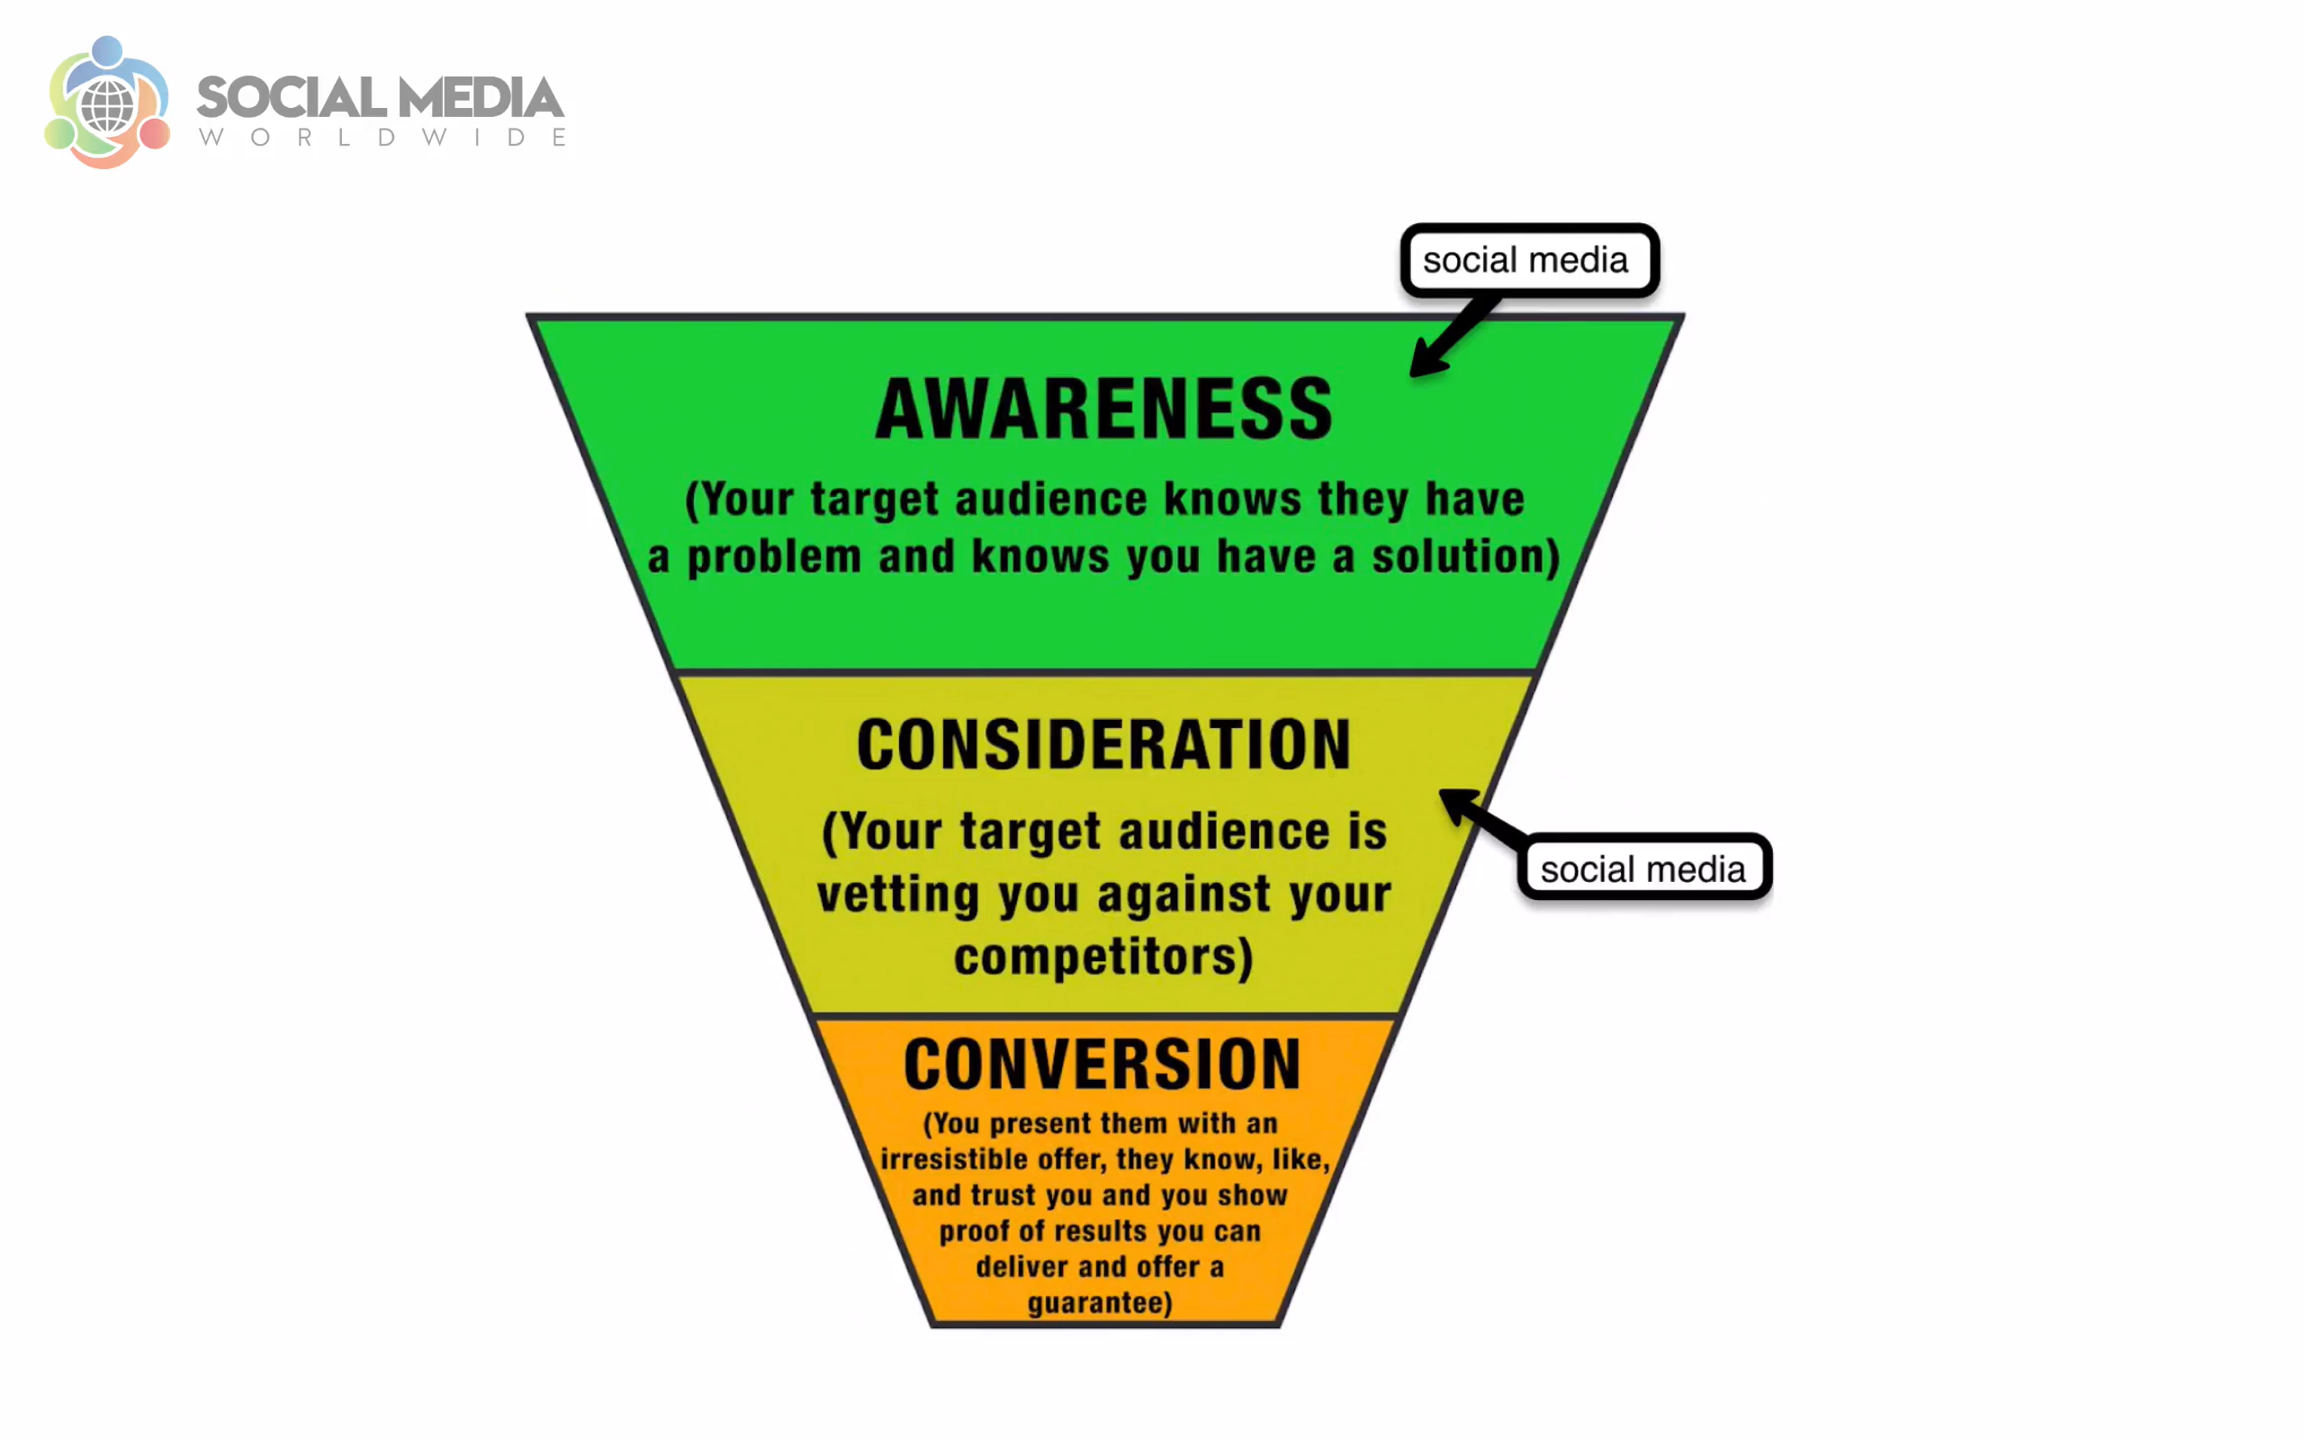 SOCIAL MEDIA
WORLDWIDE
social media
AWARENESS
(Your target audience knows they have
a problem and knows you have a solution)
CONSIDERATION
(Your target audience is
vetting you against your
competitors)
social media
CONVERSION
(You present them with an
irresistible offer, they know, like,
and trust you and you show
proof of results you can
deliver and offer a
guarantee)